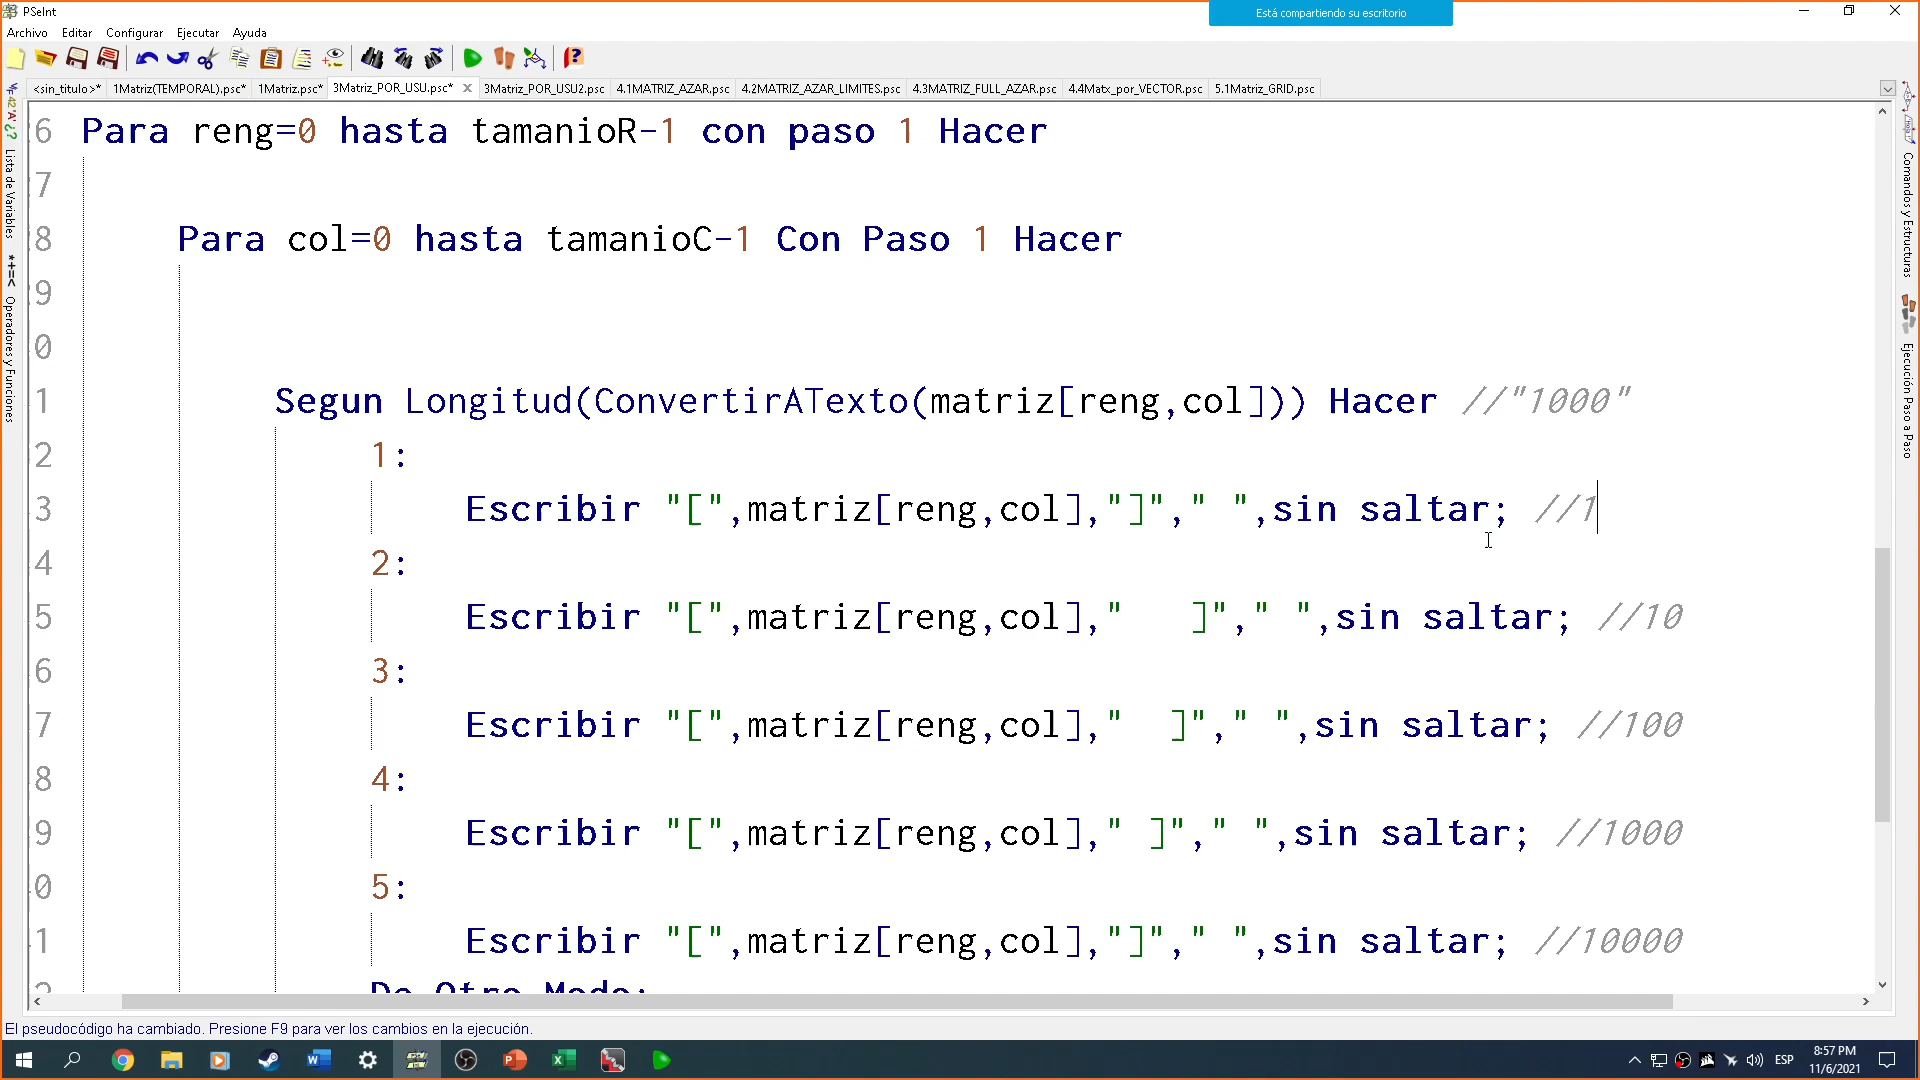 PSeInt
Está compartiendo su escritorio
Archivo Editar Configurar Ejecutar Ayuda
<sin_titulo>* 1Matriz(TEMPORAL).psc* 1Matriz.psc* 3Matriz_POR_USU.psc* 3Matriz_POR_USU2.psc 4.1MATRIZ_AZAR.psc 4.2MATRIZ_AZAR_LIMITES.psc 4.3MATRIZ_FULL_AZAR.psc 4.4Matx_por_VECTOR.psc 5.1Matriz_GRID.psc
Lista de Variables
*+=< Operadores y Funciones
6 Para reng=0 hasta tamanioR-1 con paso 1 Hacer
7
8 Para col=0 hasta tamanioC-1 Con Paso 1 Hacer
9
0
1 Segun Longitud(ConvertirATexto(matriz[reng,col])) Hacer //"1000"
2 1:
3 Escribir "[",matriz[reng,col],"]"," ",sin saltar; //1
4 2:
5 Escribir "[",matriz[reng,col],"   ]"," ",sin saltar; //10
6 3:
7 Escribir "[",matriz[reng,col],"  ]"," ",sin saltar; //100
8 4:
9 Escribir "[",matriz[reng,col]," ]"," ",sin saltar; //1000
0 5:
1 Escribir "[",matriz[reng,col],"]"," ",sin saltar; //10000
2 De Otro Modo:
Comandos y Estructuras
Ejecución Paso a Paso
El pseudocódigo ha cambiado. Presione F9 para ver los cambios en la ejecución.
ESP
8:57 PM
11/6/2021